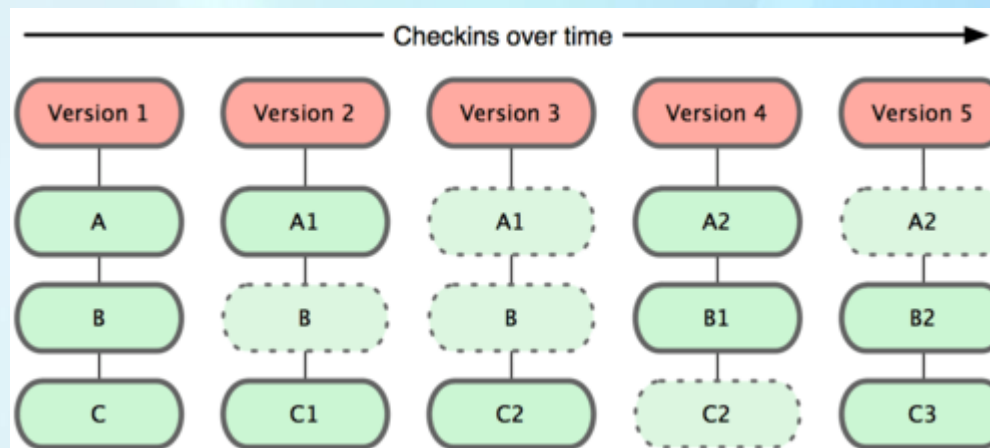 Checkins over time
Version 1 Version 2 Version 3 Version 4 Version 5
A A1 A1 A2 A2
B B B B1 B2
C C1 C2 C2 C3